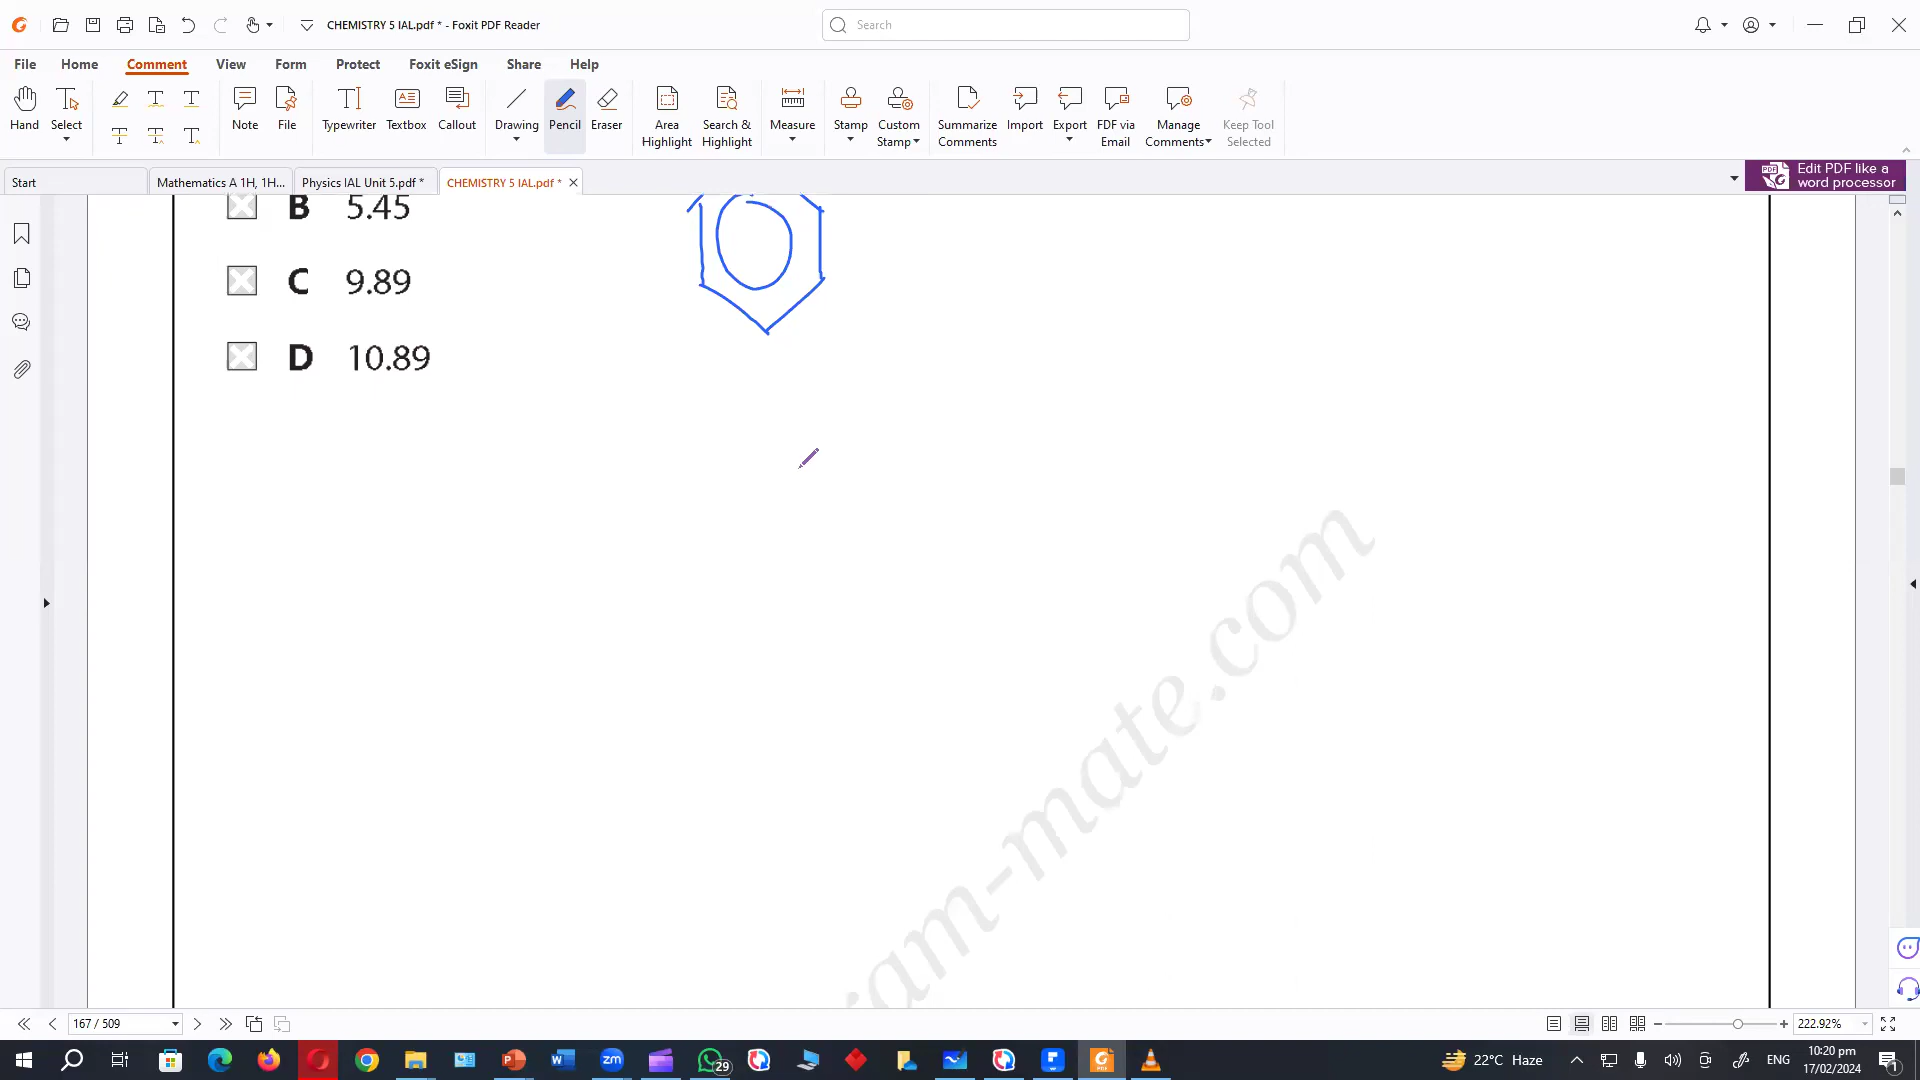 CHEMISTRY 5 IAL.pdf * - Foxit PDF Reader
Search
File Home Comment View Form Protect Foxit eSign Share Help
Hand Select Note File Typewriter Textbox Callout Drawing Pencil Eraser Area Highlight Search & Highlight Measure Stamp Custom Stamp Summarize Comments Import Export FDF via Email Manage Comments Keep Tool Selected
Start Mathematics A 1H, 1H... Physics IAL Unit 5.pdf * CHEMISTRY 5 IAL.pdf *
Edit PDF like a
word processor
B 5.45
C 9.89
D 10.89
am-mate.com
167 / 509
222.92%
29
22°C Haze
ENG
10:20 pm
17/02/2024
1